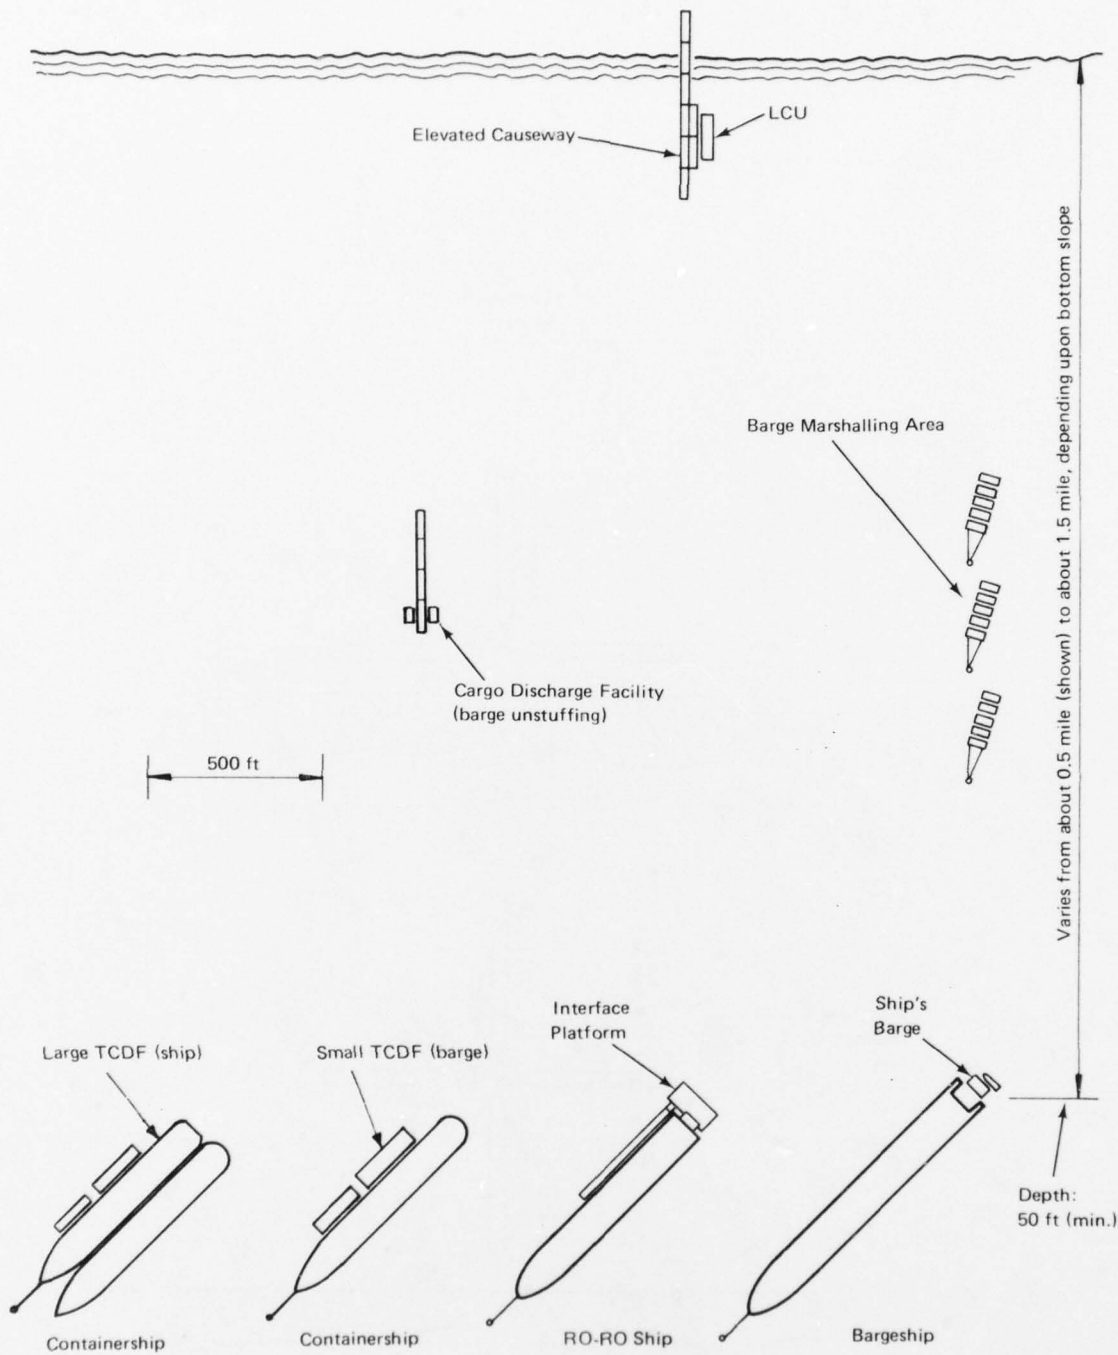 LCU
Elevated Causeway
Varies from about 0.5 mile (shown) to about 1.5 mile, depending upon bottom slope
Barge Marshalling Area
Cargo Discharge Facility
(barge unstuffing)
500 ft
Interface
Platform
Ship's
Barge
Large TCDF (ship)
Small TCDF (barge)
Depth:
50 ft (min.)
Containership
Containership
RO-RO Ship
Bargeship